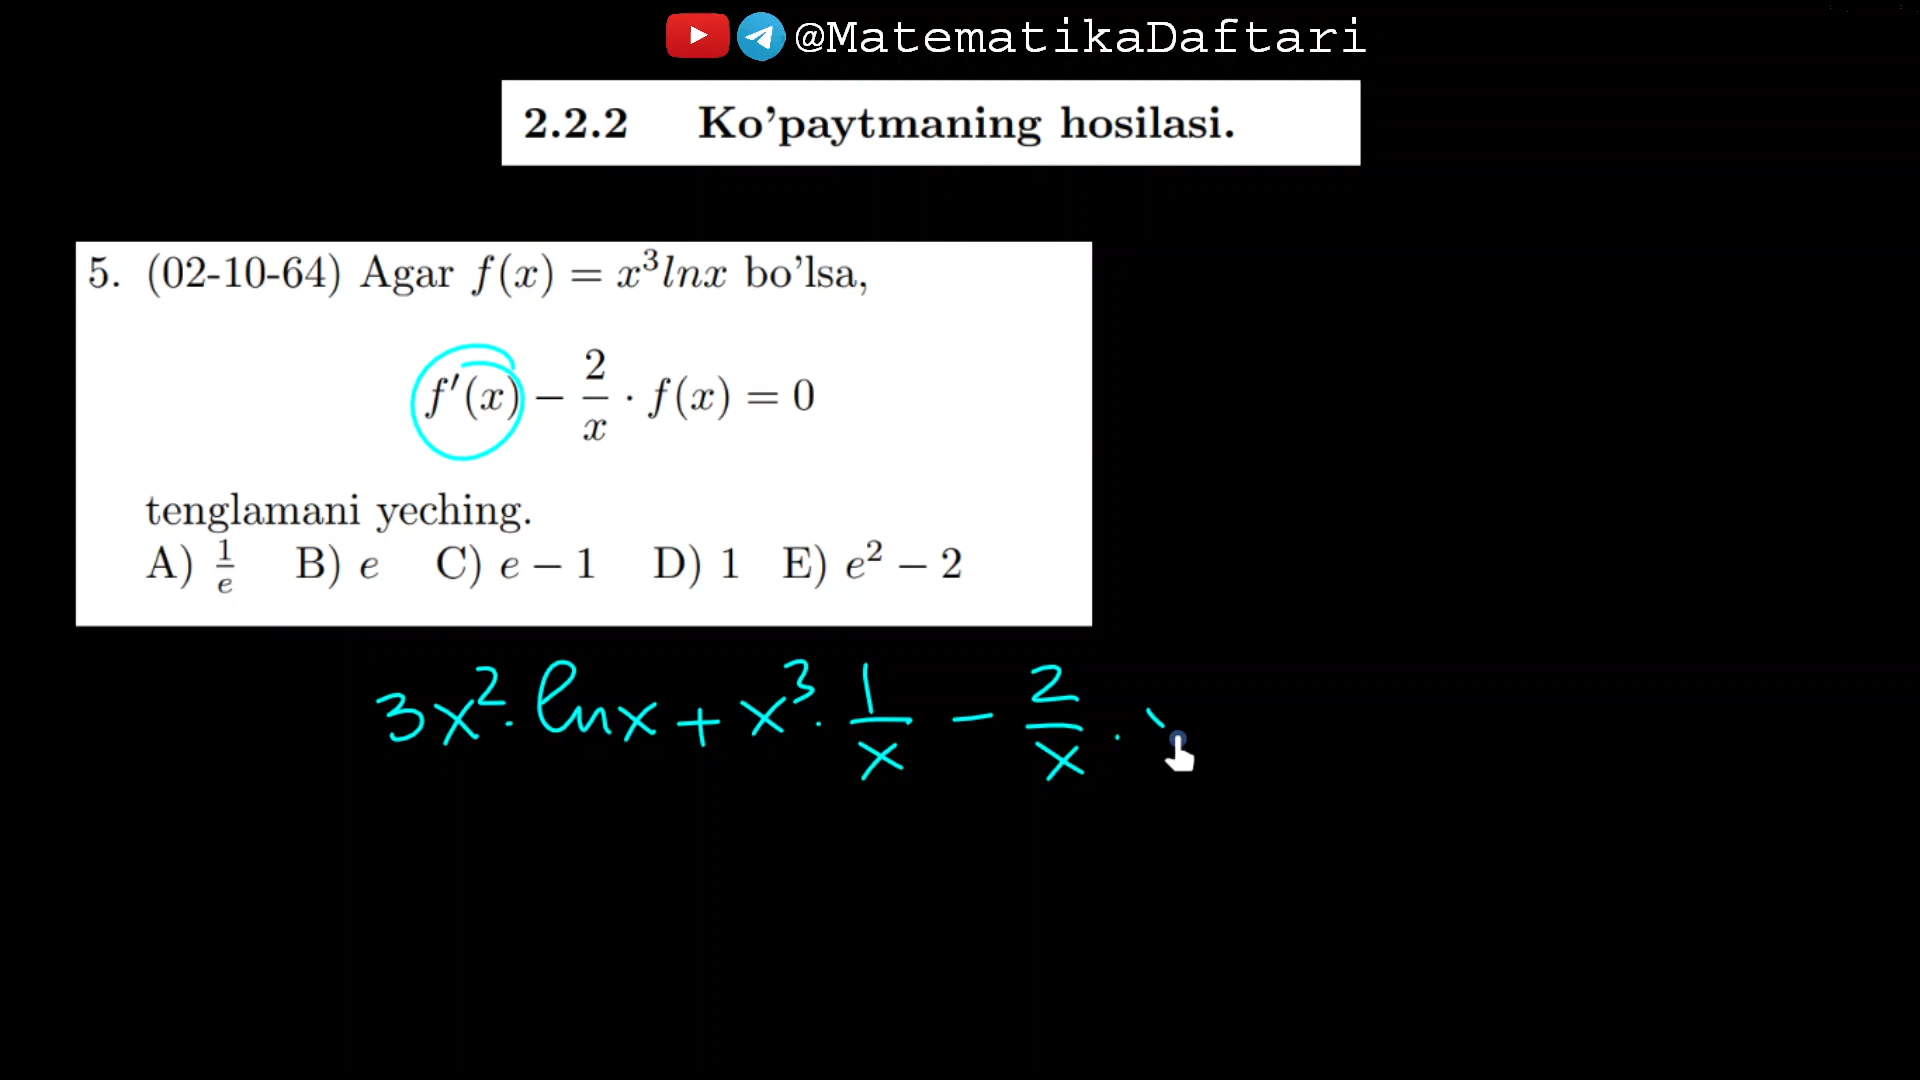 @MatematikaDaftari
2.2.2 Ko’paytmaning hosilasi.
5. (02-10-64) Agar f(x) = x³lnx bo’lsa,
f′(x) − 2/x · f(x) = 0
tenglamani yeching.
A) 1/e B) e C) e − 1 D) 1 E) e² − 2
3x² · lnx + x³ · 1/x − 2/x ·